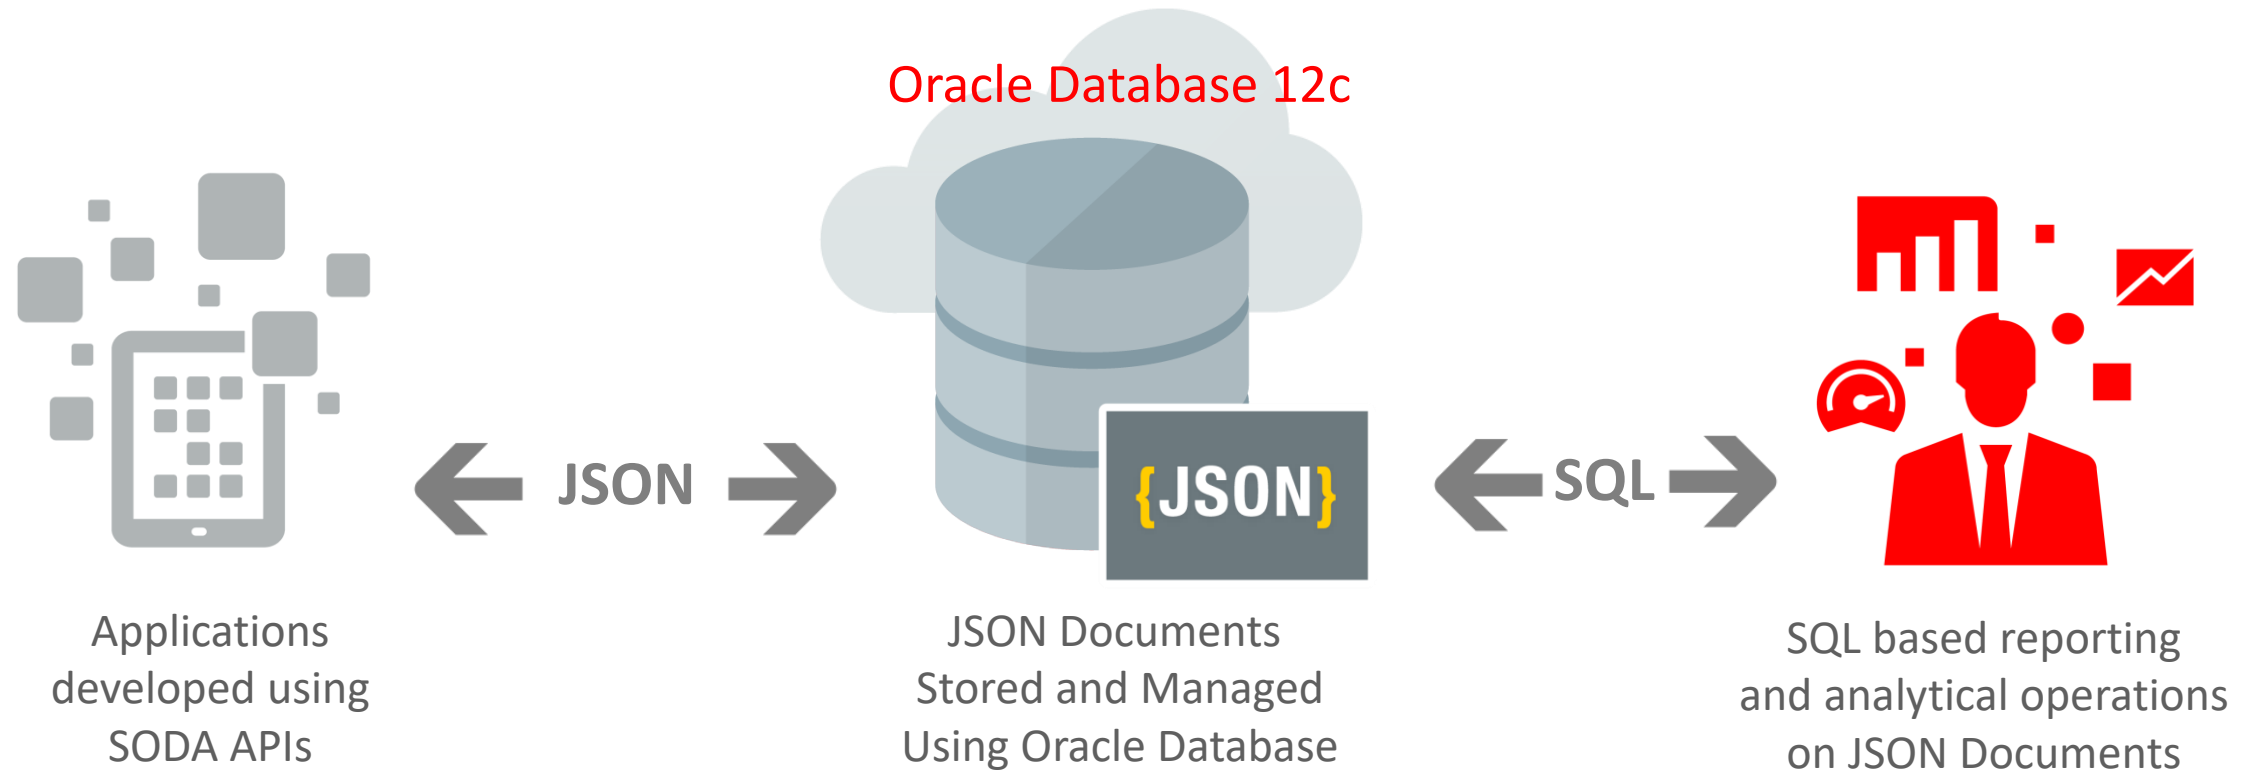 Oracle Database 12c
JSON
{JSON}
SQL
Applications
developed using
SODA APIs
JSON Documents
Stored and Managed
Using Oracle Database
SQL based reporting
and analytical operations
on JSON Documents